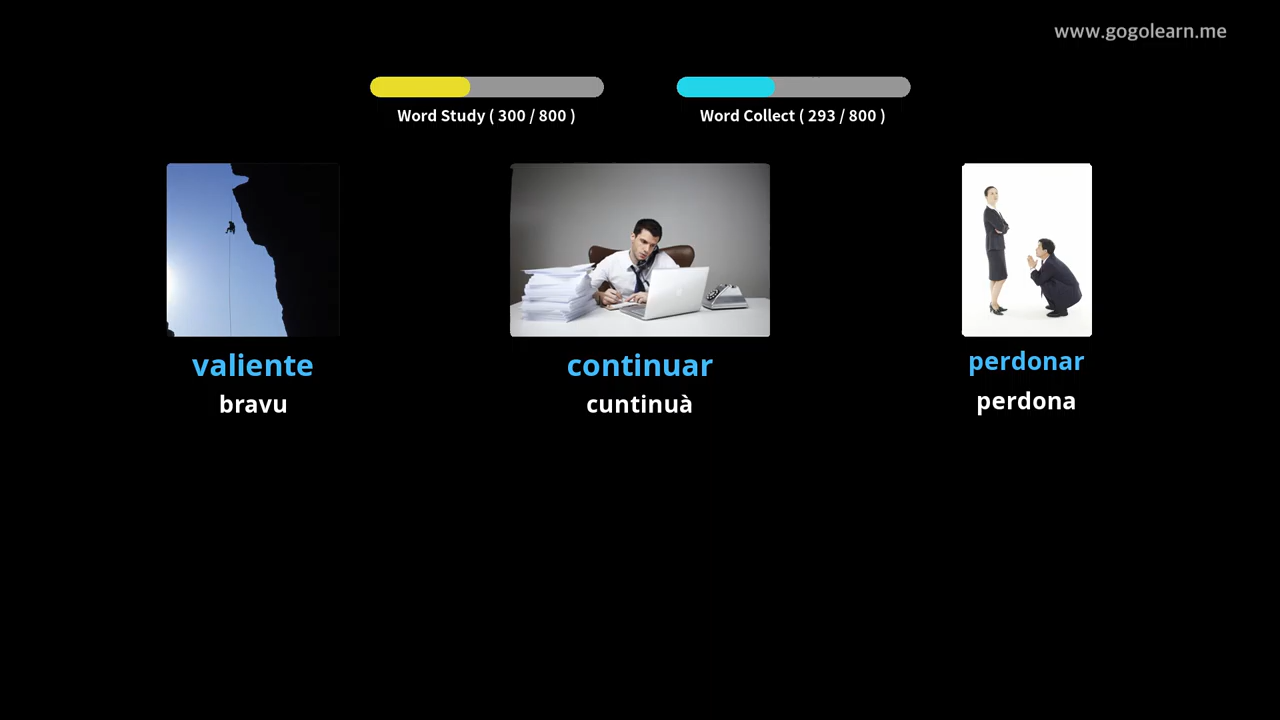 www.gogolearn.me
Word Study ( 300 / 800 )
Word Collect ( 293 / 800 )
valiente
continuar
perdonar
bravu
cuntinuà
perdona